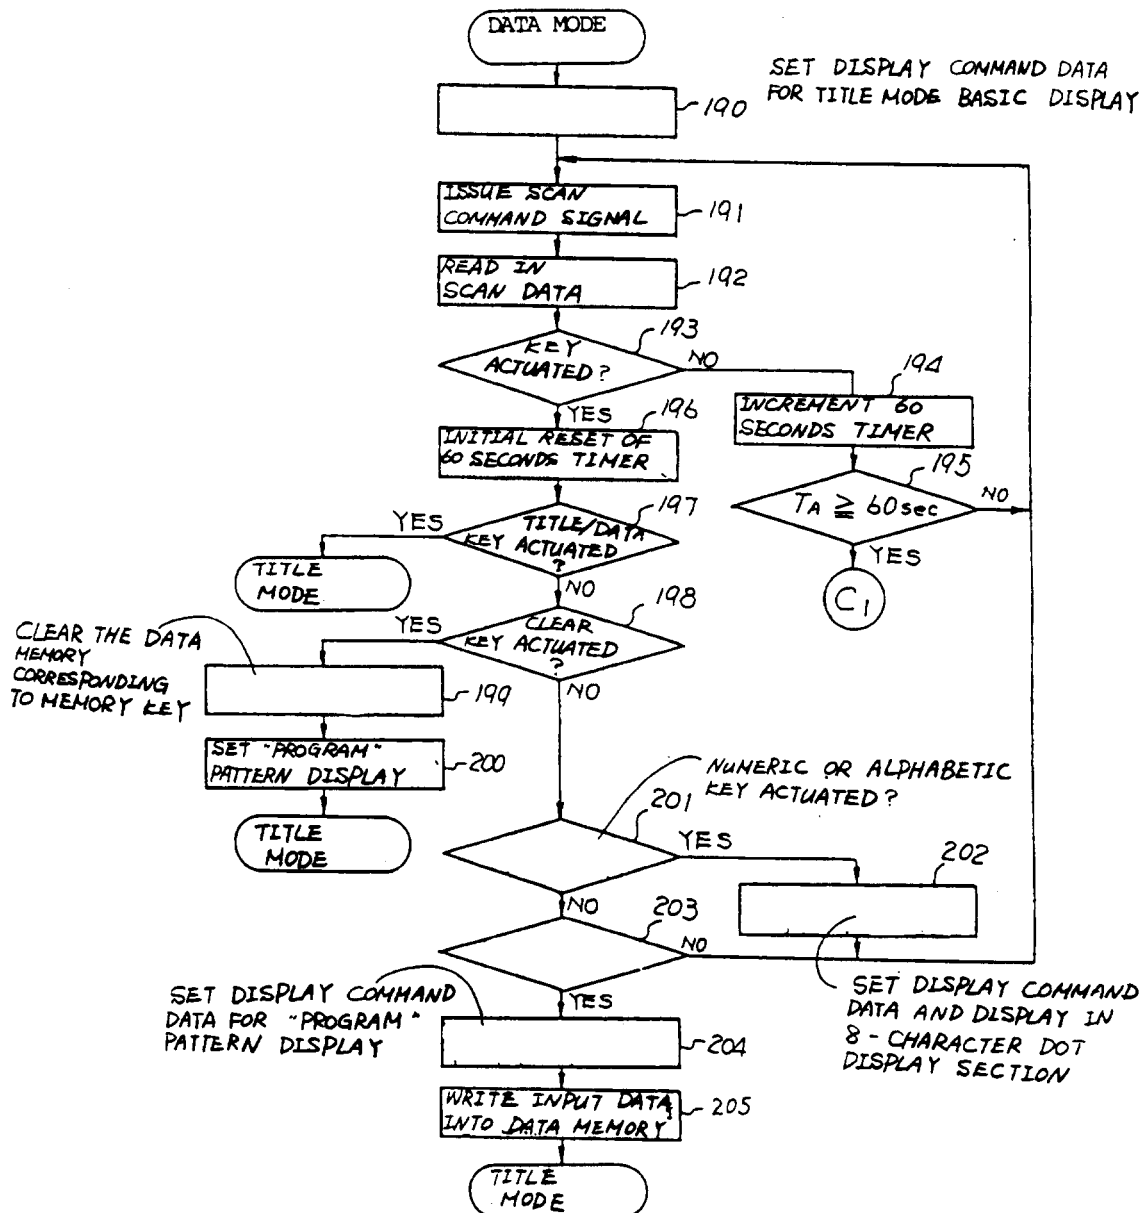 DATA MODE
SET DISPLAY COMMAND DATA
FOR TITLE MODE BASIC DISPLAY
190
ISSUE SCAN
COMMAND SIGNAL
191
READ IN
SCAN DATA
192
193
KEY
ACTUATED?
NO
YES
194
INCREMENT 60
SECONDS TIMER
196
INITIAL RESET OF
60 SECONDS TIMER
195
TA ≧ 60sec
NO
YES
C1
197
TITLE/DATA
KEY ACTUATED
?
YES
NO
TITLE
MODE
198
CLEAR
KEY ACTUATED
?
YES
NO
CLEAR THE DATA
MEMORY
CORRESPONDING
TO MEMORY KEY
199
SET "PROGRAM"
PATTERN DISPLAY
200
TITLE
MODE
NUMERIC OR ALPHABETIC
KEY ACTUATED?
201
YES
NO
202
203
NO
YES
SET DISPLAY COMMAND
DATA AND DISPLAY IN
8-CHARACTER DOT
DISPLAY SECTION
SET DISPLAY COMMAND
DATA FOR "PROGRAM"
PATTERN DISPLAY
204
WRITE INPUT DATA
INTO DATA MEMORY
205
TITLE
MODE